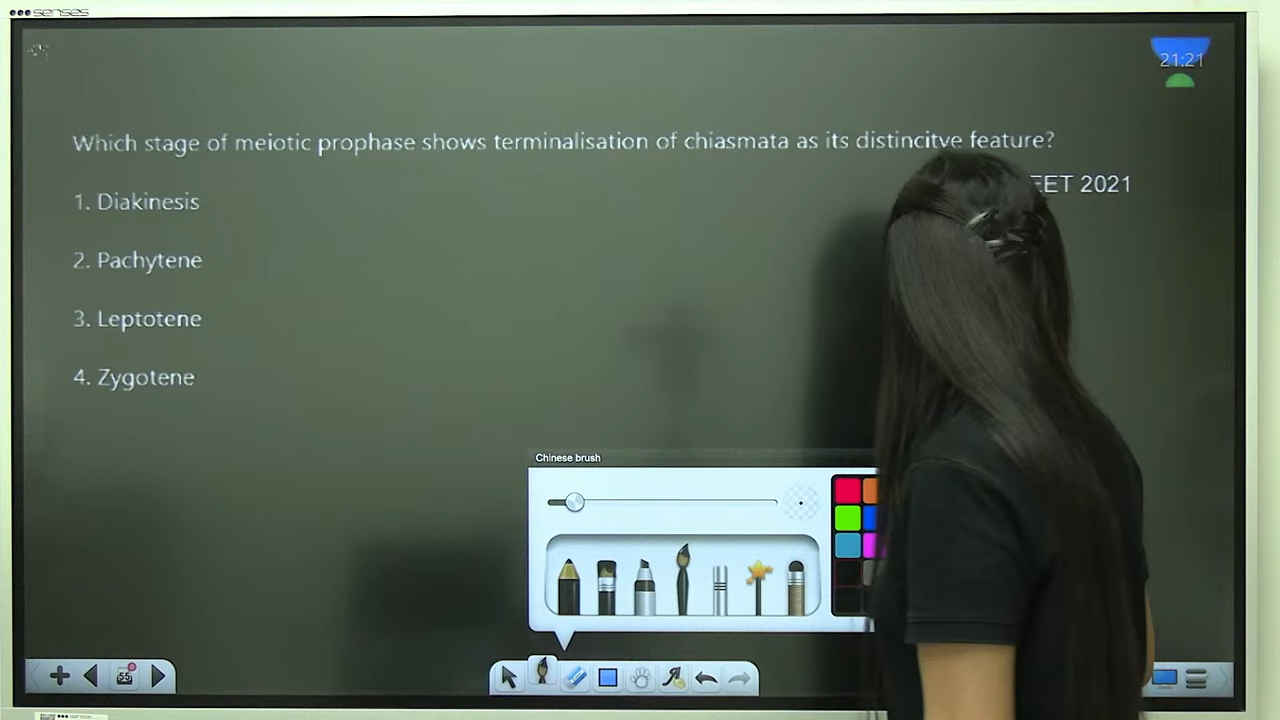 senses
21:21
Which stage of meiotic prophase shows terminalisation of chiasmata as its distincitve feature?
EET 2021
1. Diakinesis
2. Pachytene
3. Leptotene
4. Zygotene
Chinese brush
55